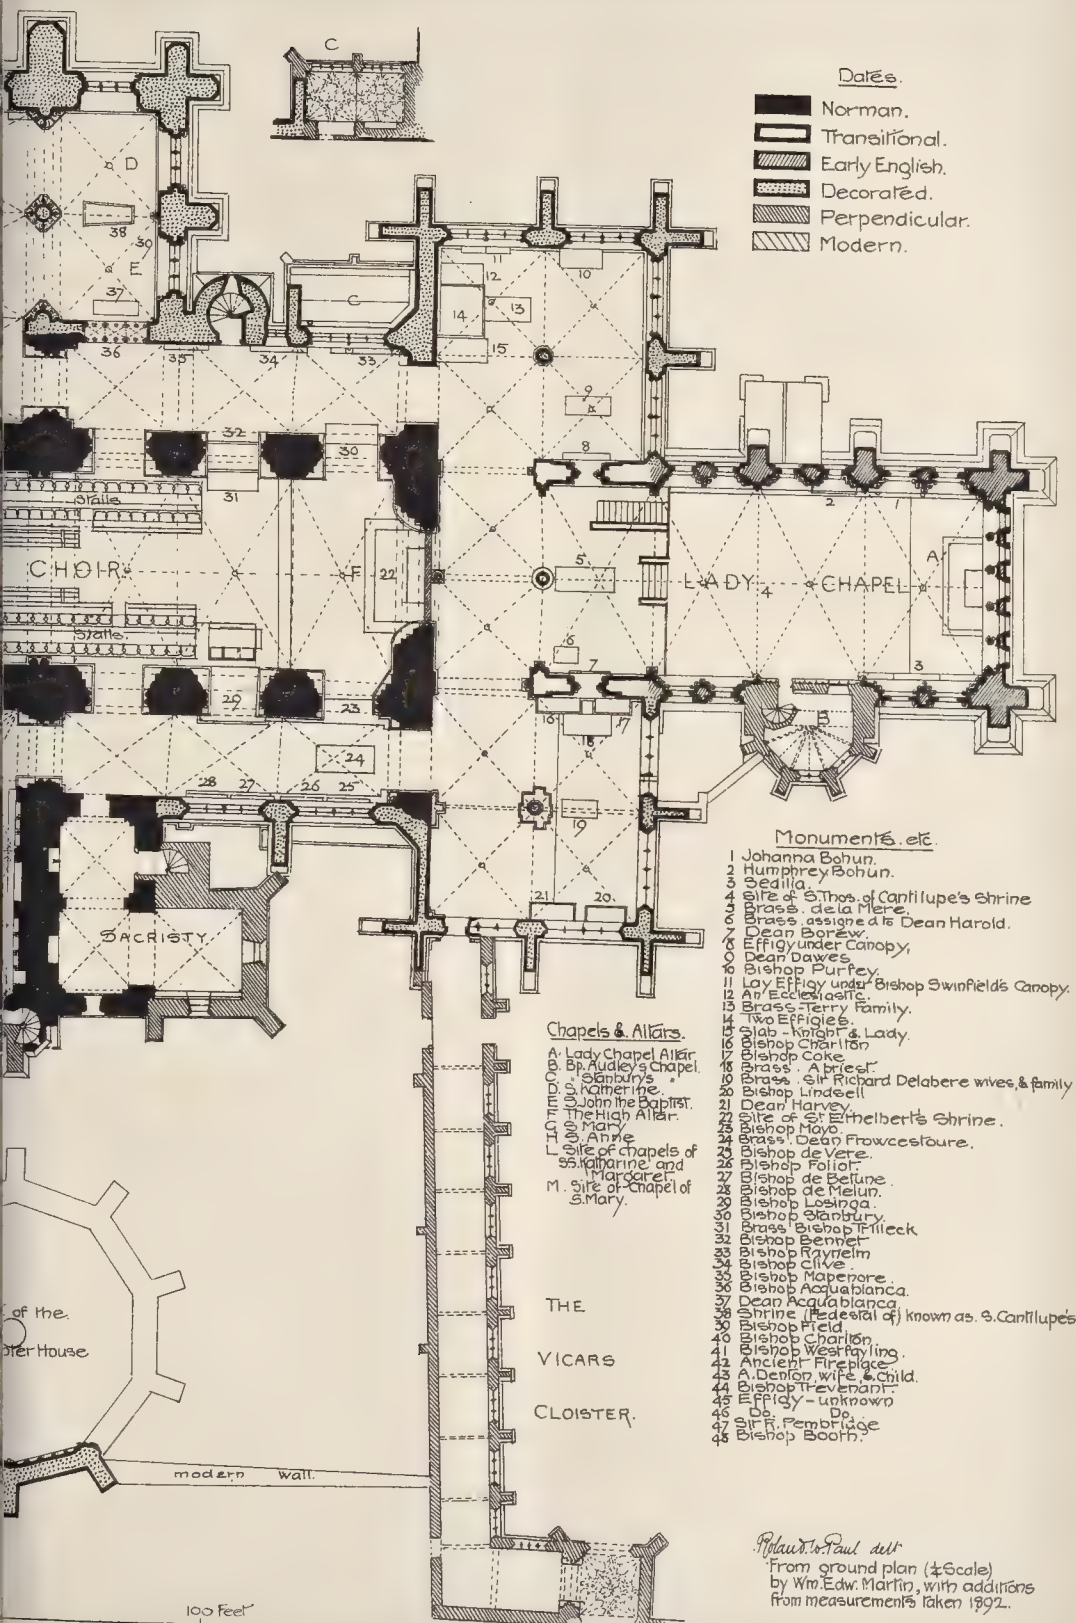 C
Dates.
Norman.
Transitional.
Early English.
Decorated.
Perpendicular.
Modern.
D
38
39
E
37
36
35
34
33
C
11
12
10
14
13
15
9
8
32
30
31
Stalls
CHOIR.
F
22
5
LADY
4
CHAPEL
2
1
A
3
Stalls.
6
7
29
23
16
17
18
B
24
28
27
26
25
19
21
20
SACRISTY
Monuments. etc.
1 Johanna Bohun.
2 Humphrey Bohun.
3 Sedilia.
4 Site of S. Thos. of Cantilupe's Shrine
5 Brass. de la Mere.
6 Brass. assigned to Dean Harold.
7 Dean Borew.
8 Effigy under Canopy,
9 Dean Dawes
10 Bishop Purfey.
11 Lay Effigy under Bishop Swinfield's Canopy.
12 An Ecclesiastic.
13 Brass-Terry Family.
14 Two Effigies.
15 Slab-Knight & Lady.
16 Bishop Charlton
17 Bishop Coke
18 Brass. A priest.
19 Brass. Sir Richard Delabere wives, & family
20 Bishop Lindsell
21 Dean Harvey.
22 Site of St Ethelbert's Shrine.
23 Bishop Mayo.
24 Brass. Dean Frowcestoure.
25 Bishop de Vere.
26 Bishop Foliot.
27 Bishop de Betune.
28 Bishop de Melun.
29 Bishop Losinga.
30 Bishop Stanbury.
31 Brass Bishop Trilleck
32 Bishop Bennet
33 Bishop Raynelm
34 Bishop Clive.
35 Bishop Mapenore.
36 Bishop Acquablanca.
37 Dean Acquablanca
38 Shrine (Pedestal of) known as. S. Cantilupe's
39 Bishop Field
40 Bishop Charlton.
41 Bishop Westfayling.
42 Ancient Fireplace
43 A. Denton, wife, & child.
44 Bishop Trevenant.
45 Effigy-unknown
46 Do. Do.
47 Sir R. Pembridge
48 Bishop Booth.
Chapels & Altars.
A. Lady Chapel Altar
B. Bp. Audley's Chapel.
C. " Stanbury's "
D. S. Katherine.
E S. John the Baptist.
F The High Altar.
G S. Mary
H S. Anne
L Site of chapels of
SS. Katharine and
Margaret.
M. Site of Chapel of
S. Mary.
of the
ter House
THE
VICARS
CLOISTER.
modern wall.
100 Feet
Roland W. Paul delt
From ground plan (¼ Scale)
by Wm. Edw. Martin, with additions
from measurements taken 1892.